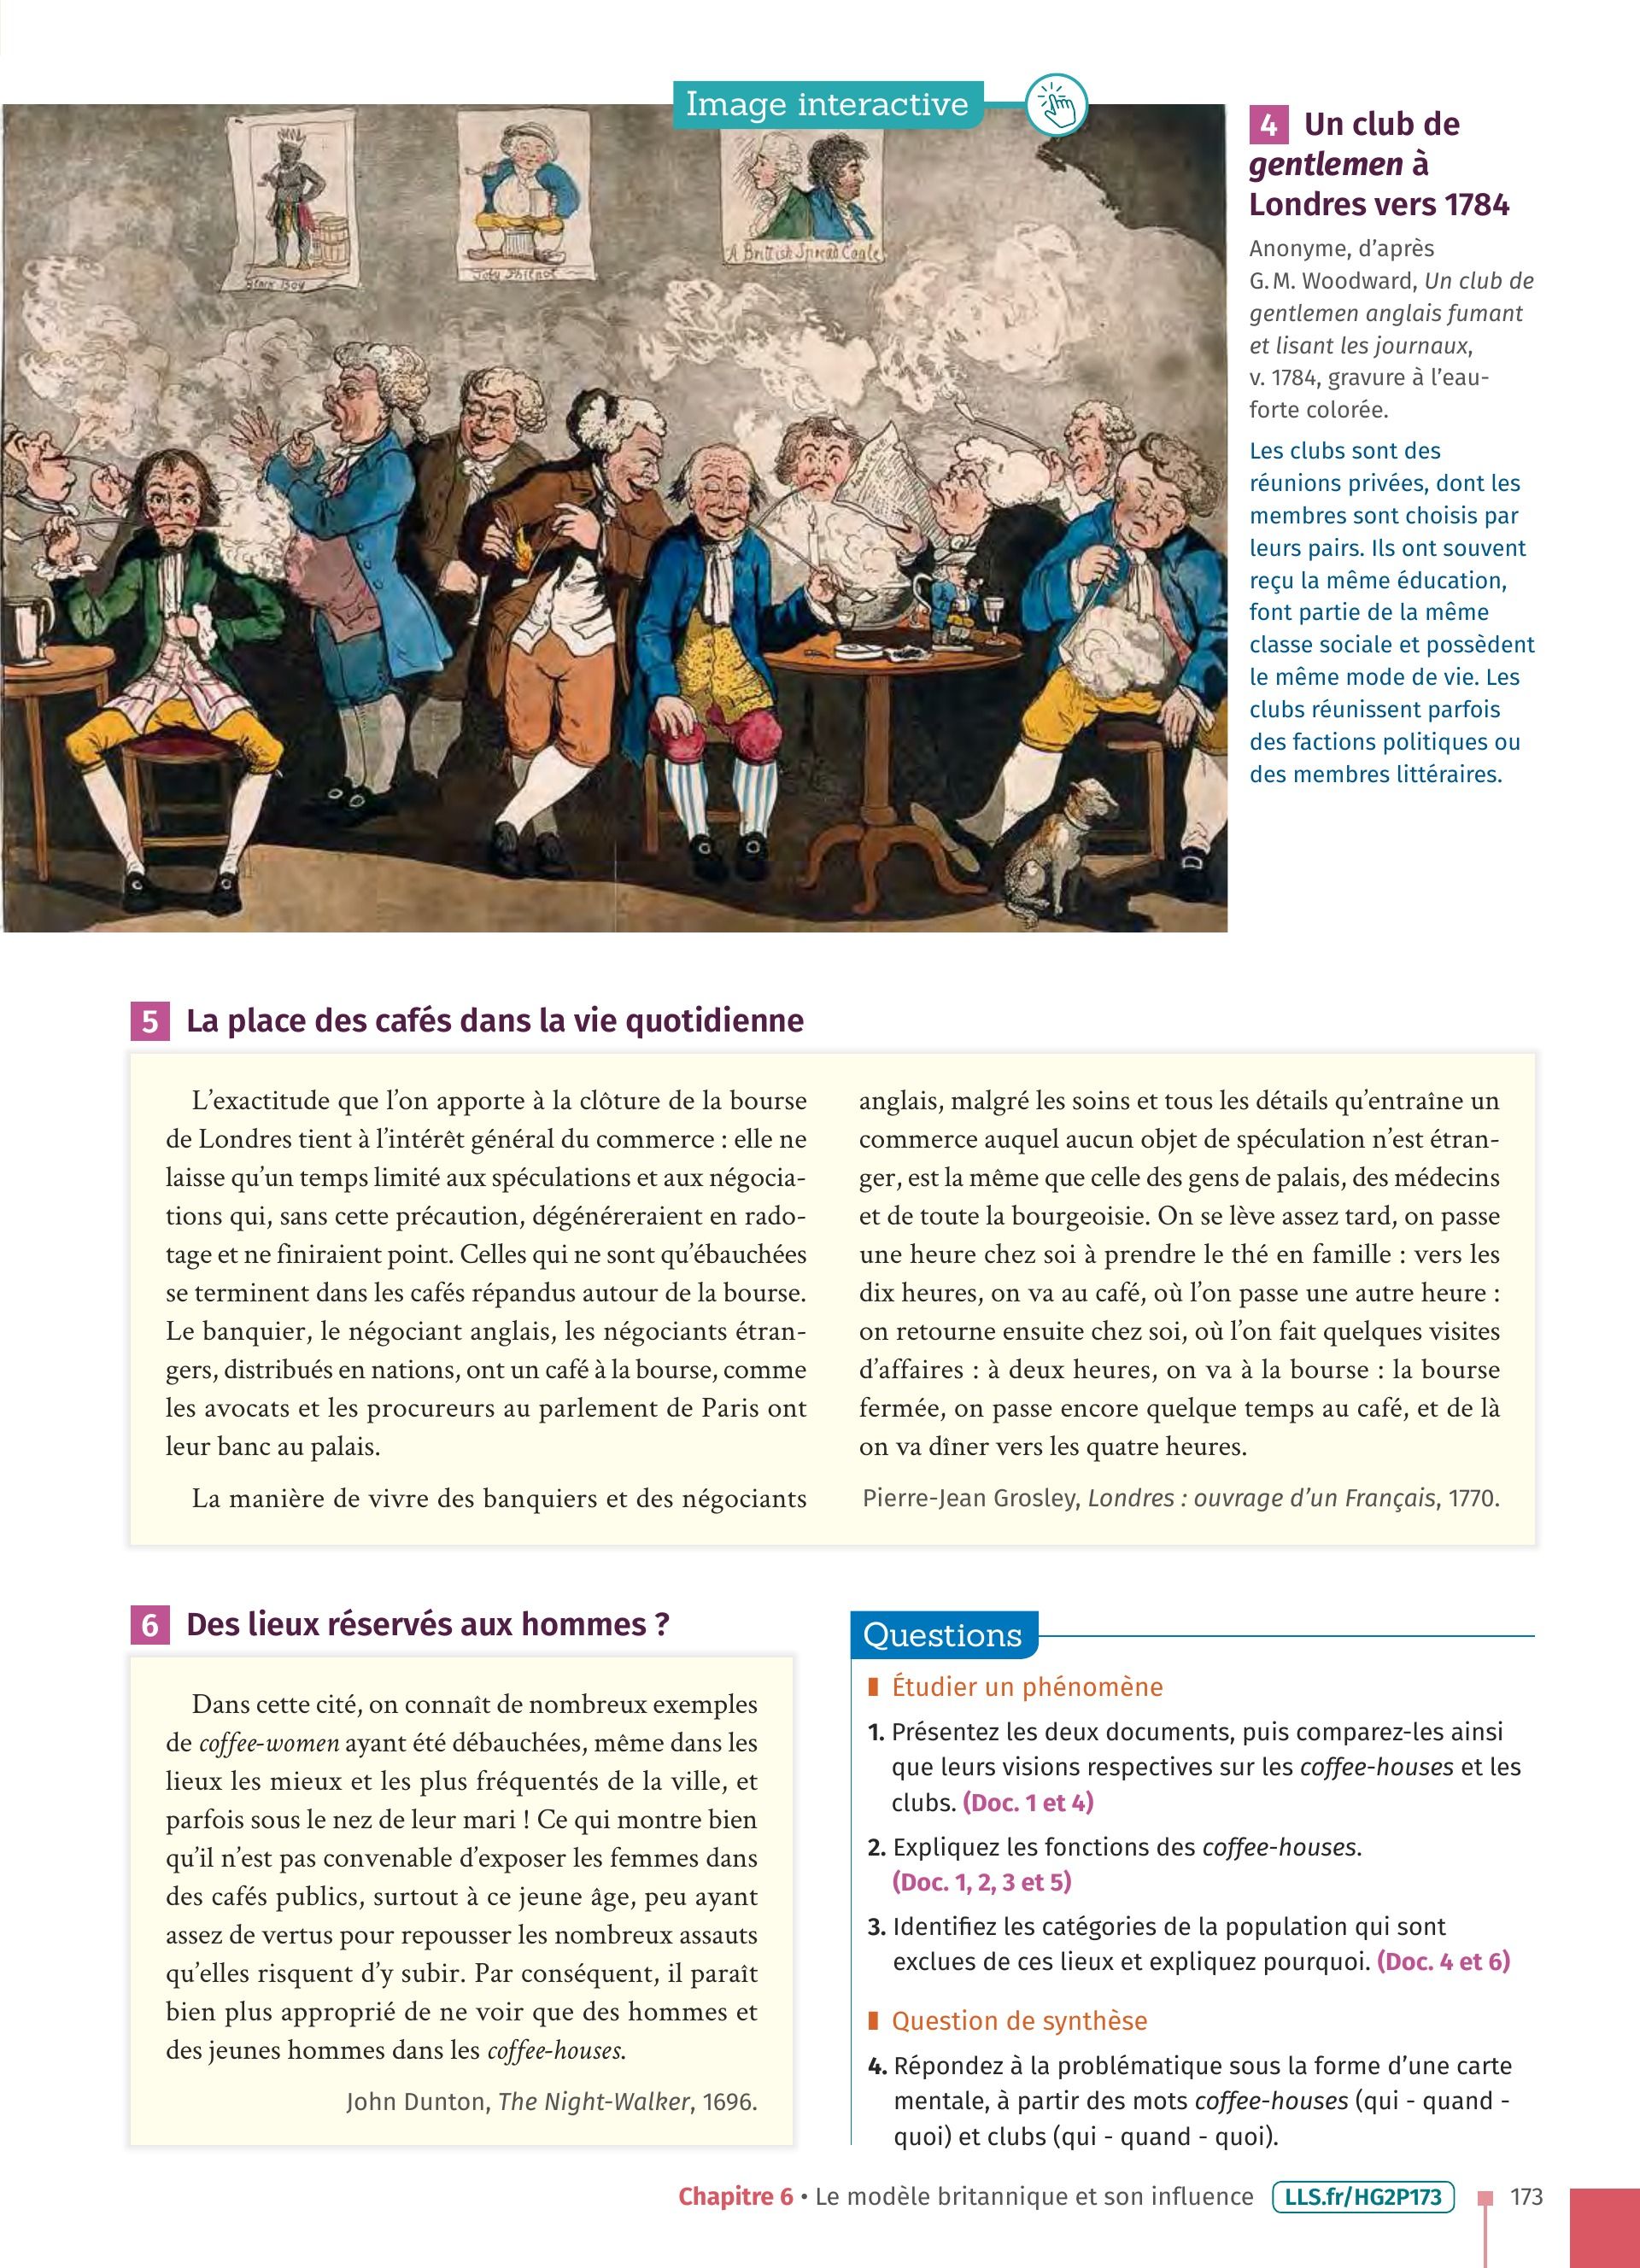 Image interactive
Black Boy
Toby Philpot
A Brittish Spread Eagle
4 Un club de
gentlemen à
Londres vers 1784
Anonyme, d’après
G. M. Woodward, Un club de
gentlemen anglais fumant
et lisant les journaux,
v. 1784, gravure à l’eau-
forte colorée.
Les clubs sont des
réunions privées, dont les
membres sont choisis par
leurs pairs. Ils ont souvent
reçu la même éducation,
font partie de la même
classe sociale et possèdent
le même mode de vie. Les
clubs réunissent parfois
des factions politiques ou
des membres littéraires.
5 La place des cafés dans la vie quotidienne
L’exactitude que l’on apporte à la clôture de la bourse
de Londres tient à l’intérêt général du commerce : elle ne
laisse qu’un temps limité aux spéculations et aux négocia-
tions qui, sans cette précaution, dégénéreraient en rado-
tage et ne finiraient point. Celles qui ne sont qu’ébauchées
se terminent dans les cafés répandus autour de la bourse.
Le banquier, le négociant anglais, les négociants étran-
gers, distribués en nations, ont un café à la bourse, comme
les avocats et les procureurs au parlement de Paris ont
leur banc au palais.
La manière de vivre des banquiers et des négociants
anglais, malgré les soins et tous les détails qu’entraîne un
commerce auquel aucun objet de spéculation n’est étran-
ger, est la même que celle des gens de palais, des médecins
et de toute la bourgeoisie. On se lève assez tard, on passe
une heure chez soi à prendre le thé en famille : vers les
dix heures, on va au café, où l’on passe une autre heure :
on retourne ensuite chez soi, où l’on fait quelques visites
d’affaires : à deux heures, on va à la bourse : la bourse
fermée, on passe encore quelque temps au café, et de là
on va dîner vers les quatre heures.
Pierre-Jean Grosley, Londres : ouvrage d’un Français, 1770.
6 Des lieux réservés aux hommes ?
Dans cette cité, on connaît de nombreux exemples
de coffee-women ayant été débauchées, même dans les
lieux les mieux et les plus fréquentés de la ville, et
parfois sous le nez de leur mari ! Ce qui montre bien
qu’il n’est pas convenable d’exposer les femmes dans
des cafés publics, surtout à ce jeune âge, peu ayant
assez de vertus pour repousser les nombreux assauts
qu’elles risquent d’y subir. Par conséquent, il paraît
bien plus approprié de ne voir que des hommes et
des jeunes hommes dans les coffee-houses.
John Dunton, The Night-Walker, 1696.
Questions
Étudier un phénomène
1. Présentez les deux documents, puis comparez-les ainsi
que leurs visions respectives sur les coffee-houses et les
clubs. (Doc. 1 et 4)
2. Expliquez les fonctions des coffee-houses.
(Doc. 1, 2, 3 et 5)
3. Identifiez les catégories de la population qui sont
exclues de ces lieux et expliquez pourquoi. (Doc. 4 et 6)
Question de synthèse
4. Répondez à la problématique sous la forme d’une carte
mentale, à partir des mots coffee-houses (qui - quand -
quoi) et clubs (qui - quand - quoi).
Chapitre 6 • Le modèle britannique et son influence LLS.fr/HG2P173 173